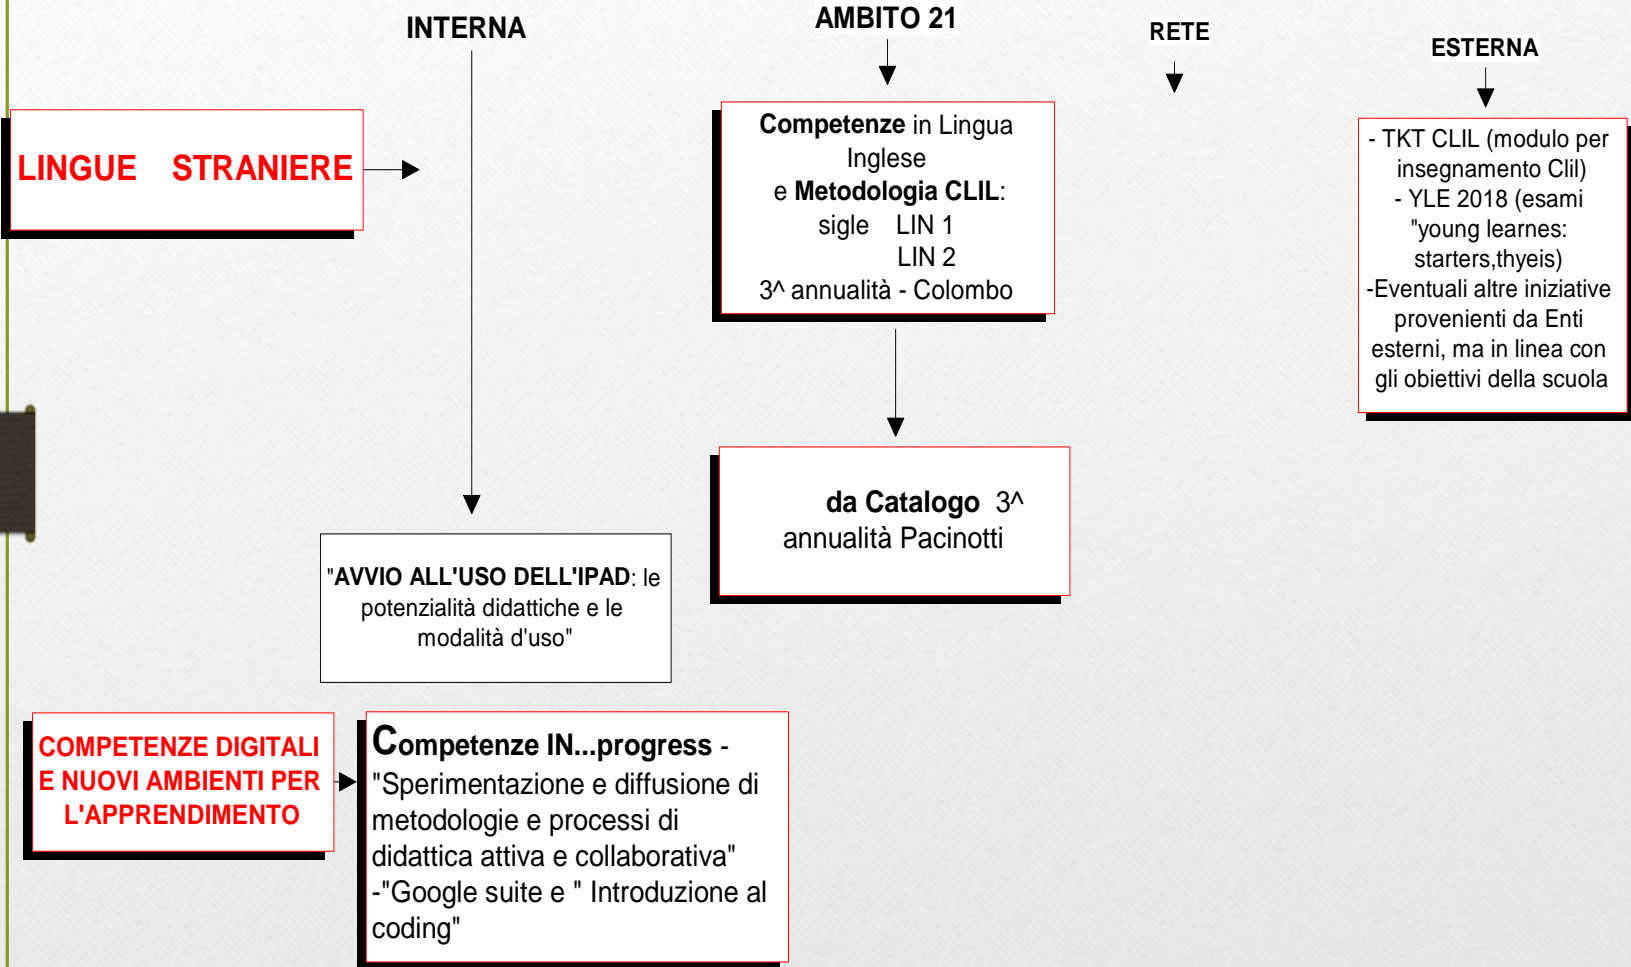 INTERNA
AMBITO 21
RETE
ESTERNA
LINGUE STRANIERE
Competenze in Lingua
Inglese
e Metodologia CLIL:
sigle LIN 1
LIN 2
3^ annualità - Colombo
- TKT CLIL (modulo per
insegnamento Clil)
- YLE 2018 (esami
"young learnes:
starters,thyeis)
-Eventuali altre iniziative
provenienti da Enti
esterni, ma in linea con
gli obiettivi della scuola
da Catalogo 3^
annualità Pacinotti
"AVVIO ALL'USO DELL'IPAD: le
potenzialità didattiche e le
modalità d'uso"
COMPETENZE DIGITALI
E NUOVI AMBIENTI PER
L'APPRENDIMENTO
Competenze IN...progress -
"Sperimentazione e diffusione di
metodologie e processi di
didattica attiva e collaborativa"
-"Google suite e " Introduzione al
coding"